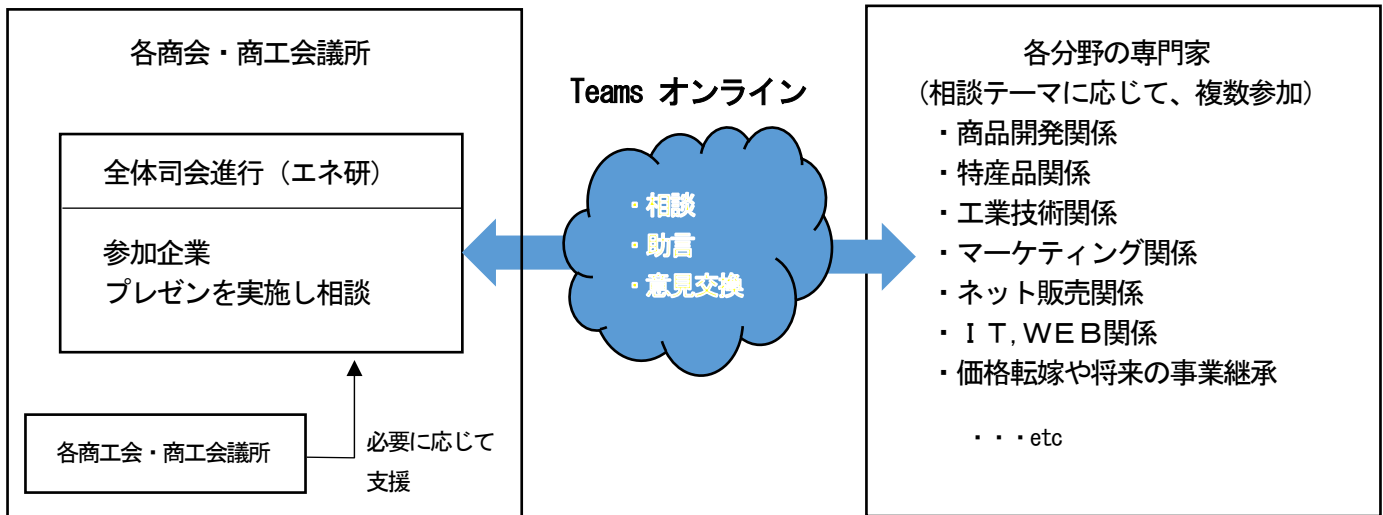 各商会・商工会議所
全体司会進行（エネ研）
参加企業
プレゼンを実施し相談
各商工会・商工会議所
必要に応じて
支援
Teams オンライン
・相談
・助言
・意見交換
各分野の専門家
（相談テーマに応じて、複数参加）
・商品開発関係
・特産品関係
・工業技術関係
・マーケティング関係
・ネット販売関係
・ＩＴ,ＷＥＢ関係
・価格転嫁や将来の事業継承
・・・etc